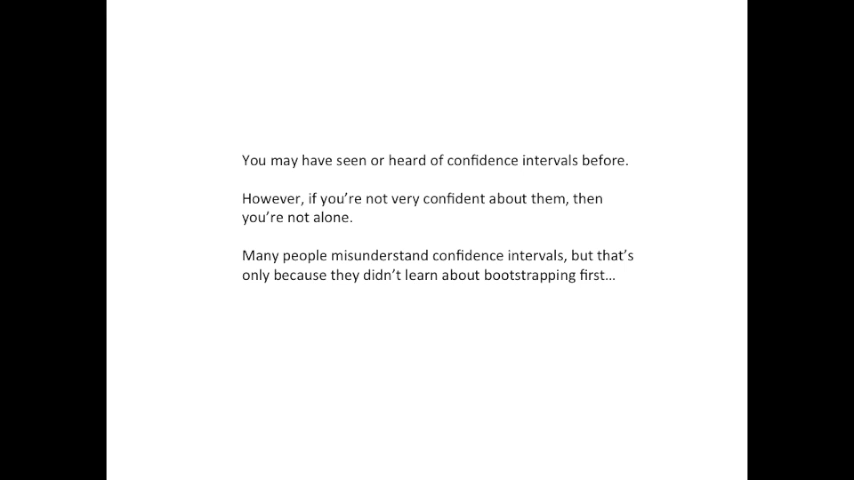 You may have seen or heard of confidence intervals before.
However, if you’re not very confident about them, then
you’re not alone.
Many people misunderstand confidence intervals, but that’s
only because they didn’t learn about bootstrapping first…